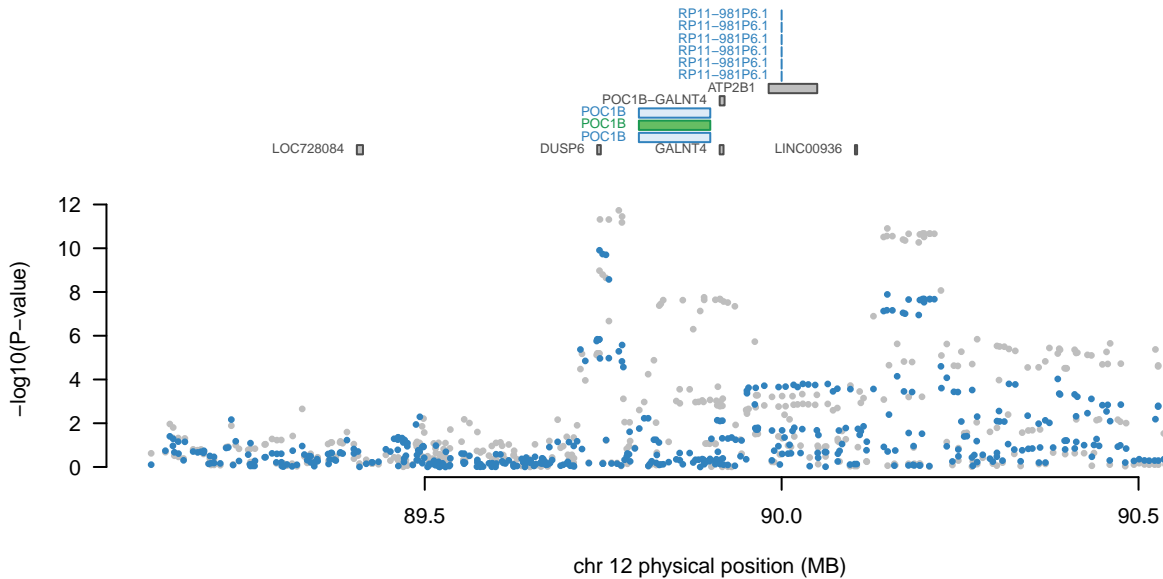 RP11−981P6.1
RP11−981P6.1
RP11−981P6.1
RP11−981P6.1
RP11−981P6.1
RP11−981P6.1
ATP2B1
POC1B−GALNT4
POC1B
POC1B
POC1B
LOC728084 DUSP6 GALNT4 LINC00936
12
10
8
6
4
2
0
−log10(P−value)
89.5 90.0 90.5
chr 12 physical position (MB)